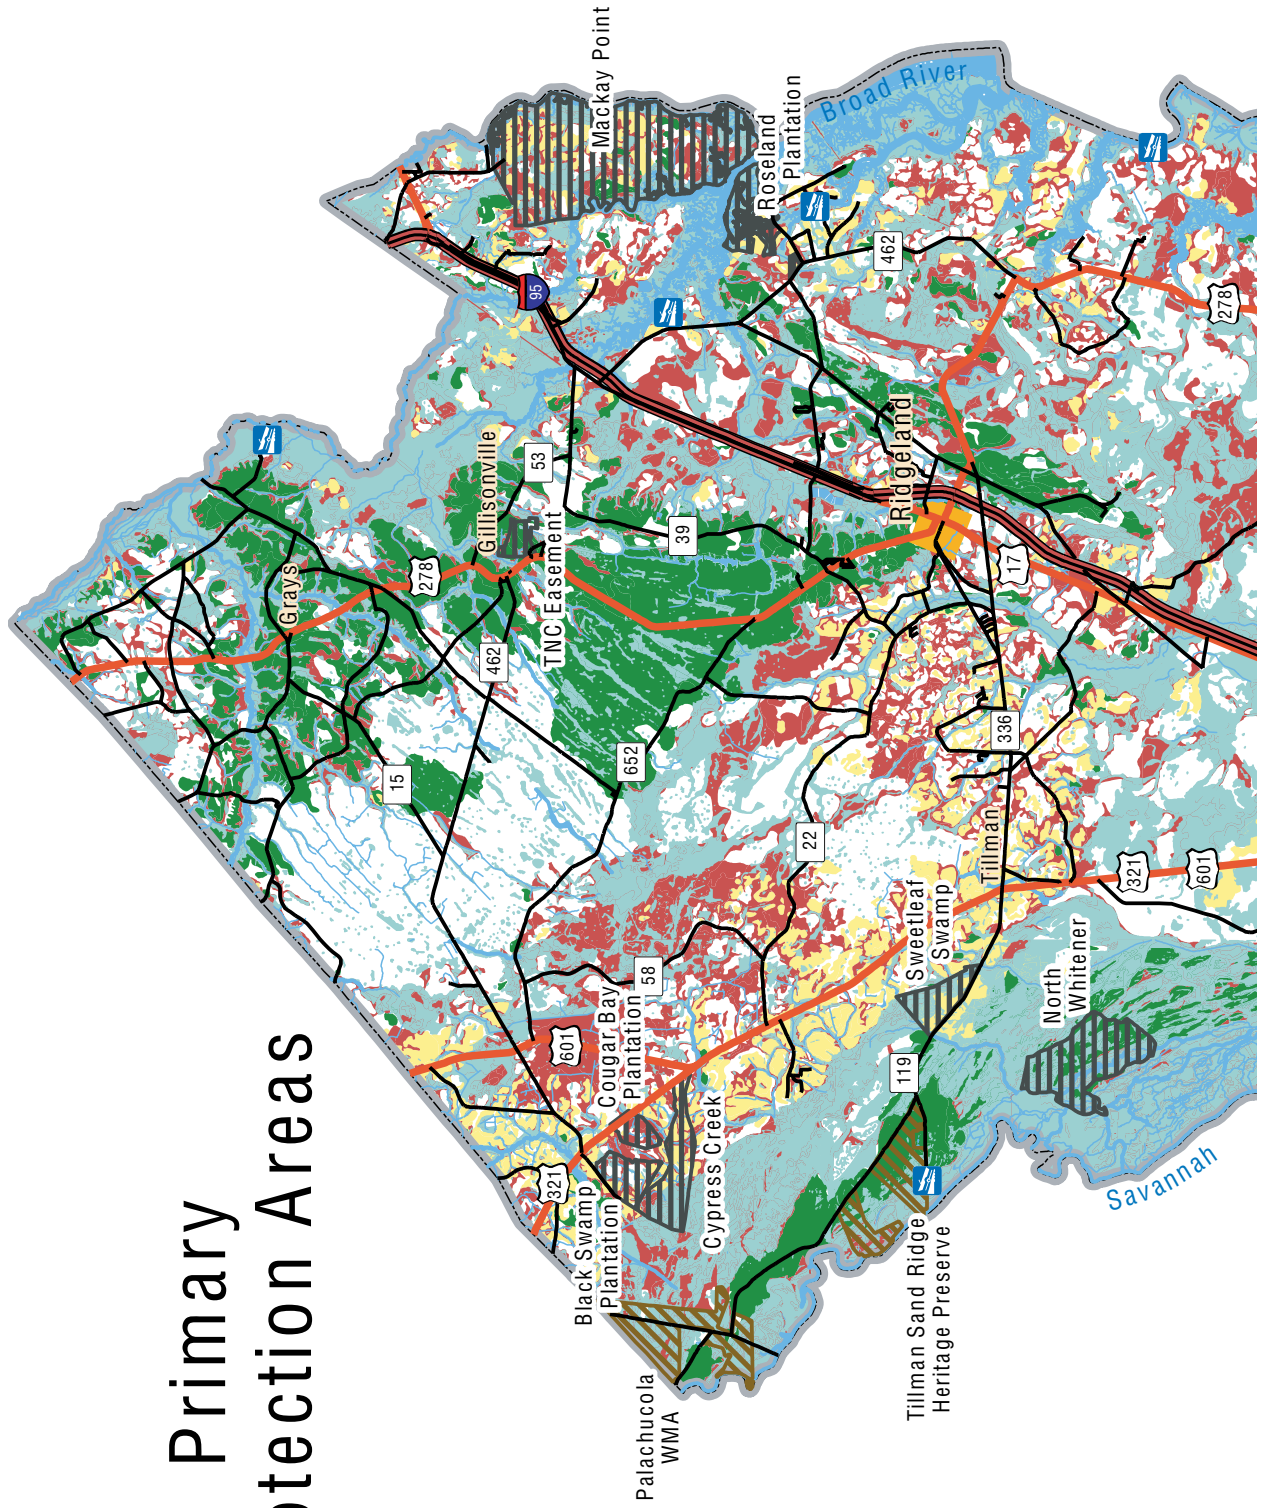 Primary
otection Areas
Mackay Point
Broad River
Roseland
Plantation
462
95
278
Gillisonville
53
TNC Easement
39
Ridgeland
17
Grays
278
462
15
652
22
336
Tillman
321
601
Sweetleaf
Swamp
North
Whitener
58
Cougar Bay
Plantation
601
119
Cypress Creek
321
Black Swamp
Plantation
Savannah
Tillman Sand Ridge
Heritage Preserve
Palachucola
WMA